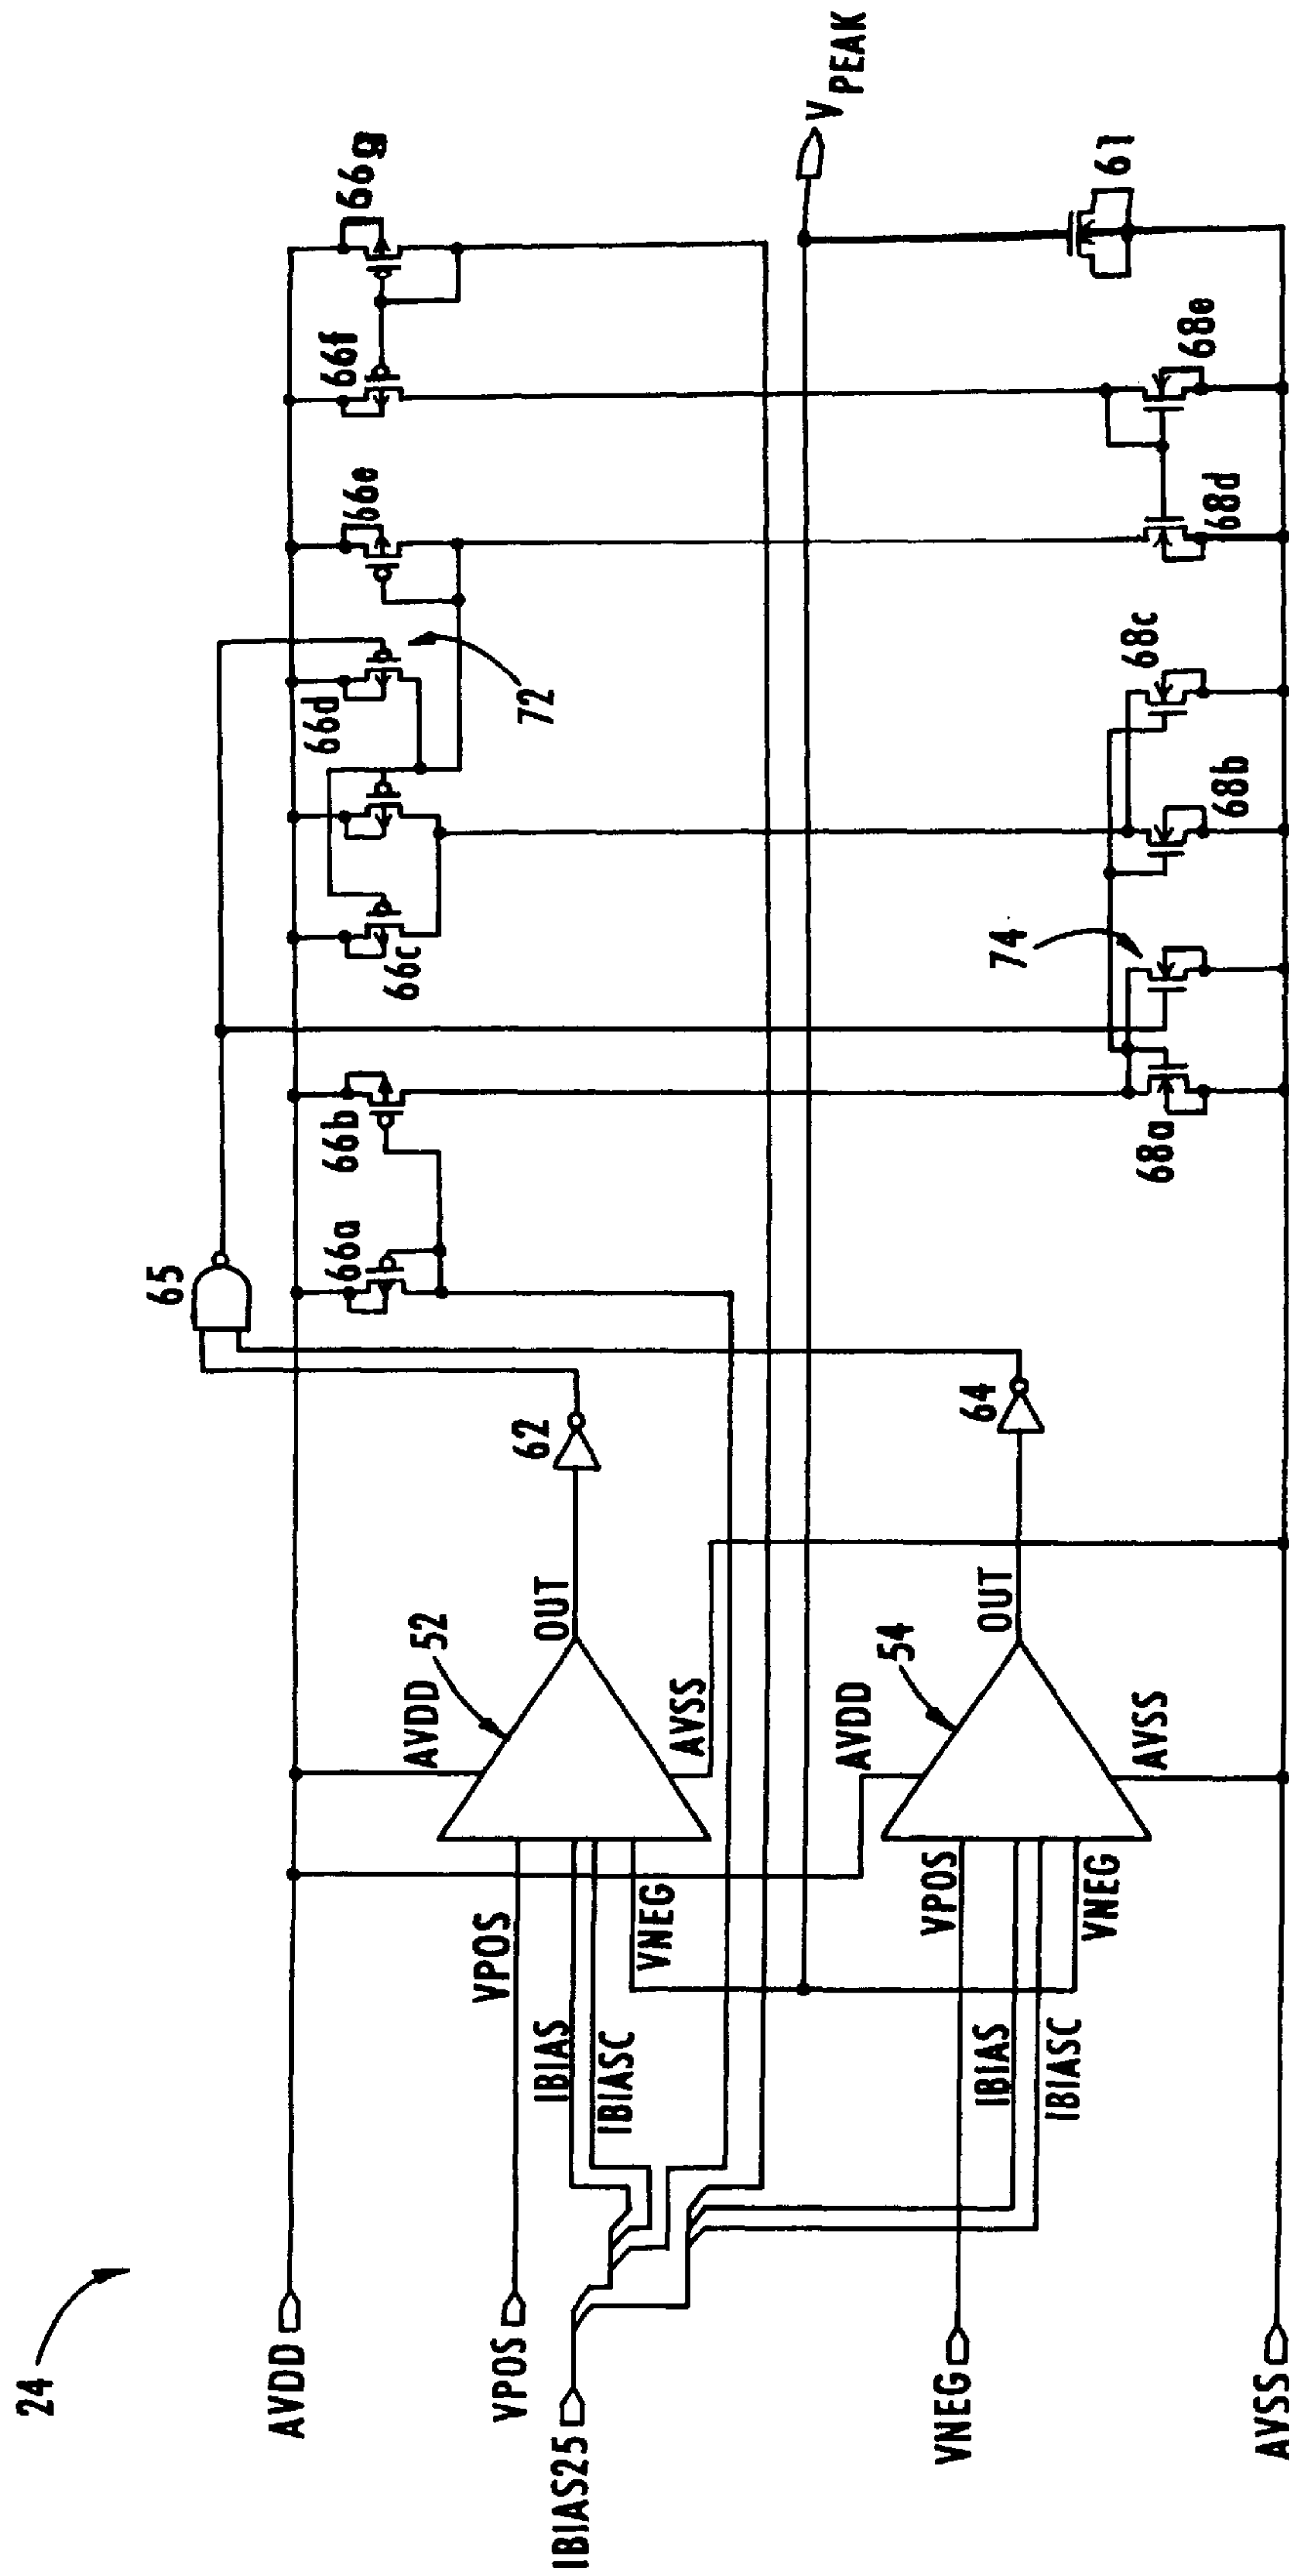 24
AVDD
VPOS
IBIAS25
VNEG
AVSS
VPOS
IBIAS
IBIASC
VNEG
AVDD
52
AVSS
OUT
62
65
VPOS
IBIAS
IBIASC
VNEG
AVDD
54
AVSS
OUT
64
66a
66b
66c
66d
72
66e
66f
66g
68a
74
68b
68c
68d
68e
61
VPEAK